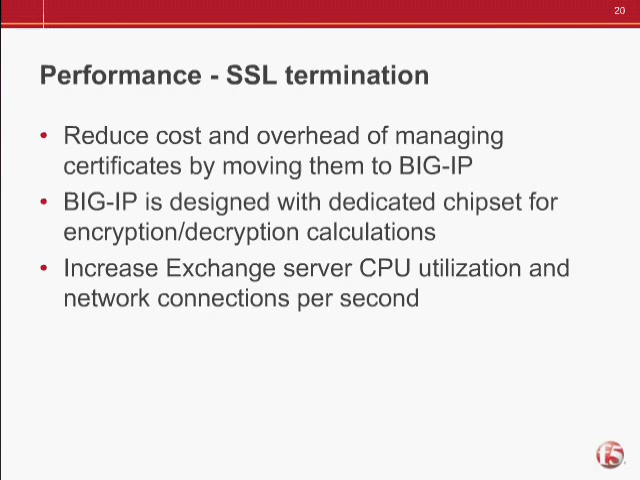 20
Performance - SSL termination
• Reduce cost and overhead of managing
certificates by moving them to BIG-IP
• BIG-IP is designed with dedicated chipset for
encryption/decryption calculations
• Increase Exchange server CPU utilization and
network connections per second
f5